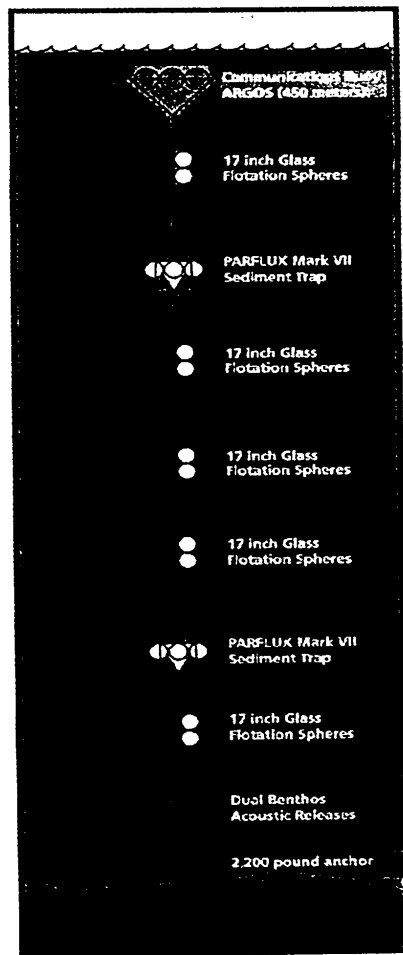 Communications Buoy
ARGOS (450 meters)
17 inch Glass
Flotation Spheres
PARFLUX Mark VII
Sediment Trap
17 inch Glass
Flotation Spheres
17 inch Glass
Flotation Spheres
17 inch Glass
Flotation Spheres
PARFLUX Mark VII
Sediment Trap
17 inch Glass
Flotation Spheres
Dual Benthos
Acoustic Releases
2,200 pound anchor